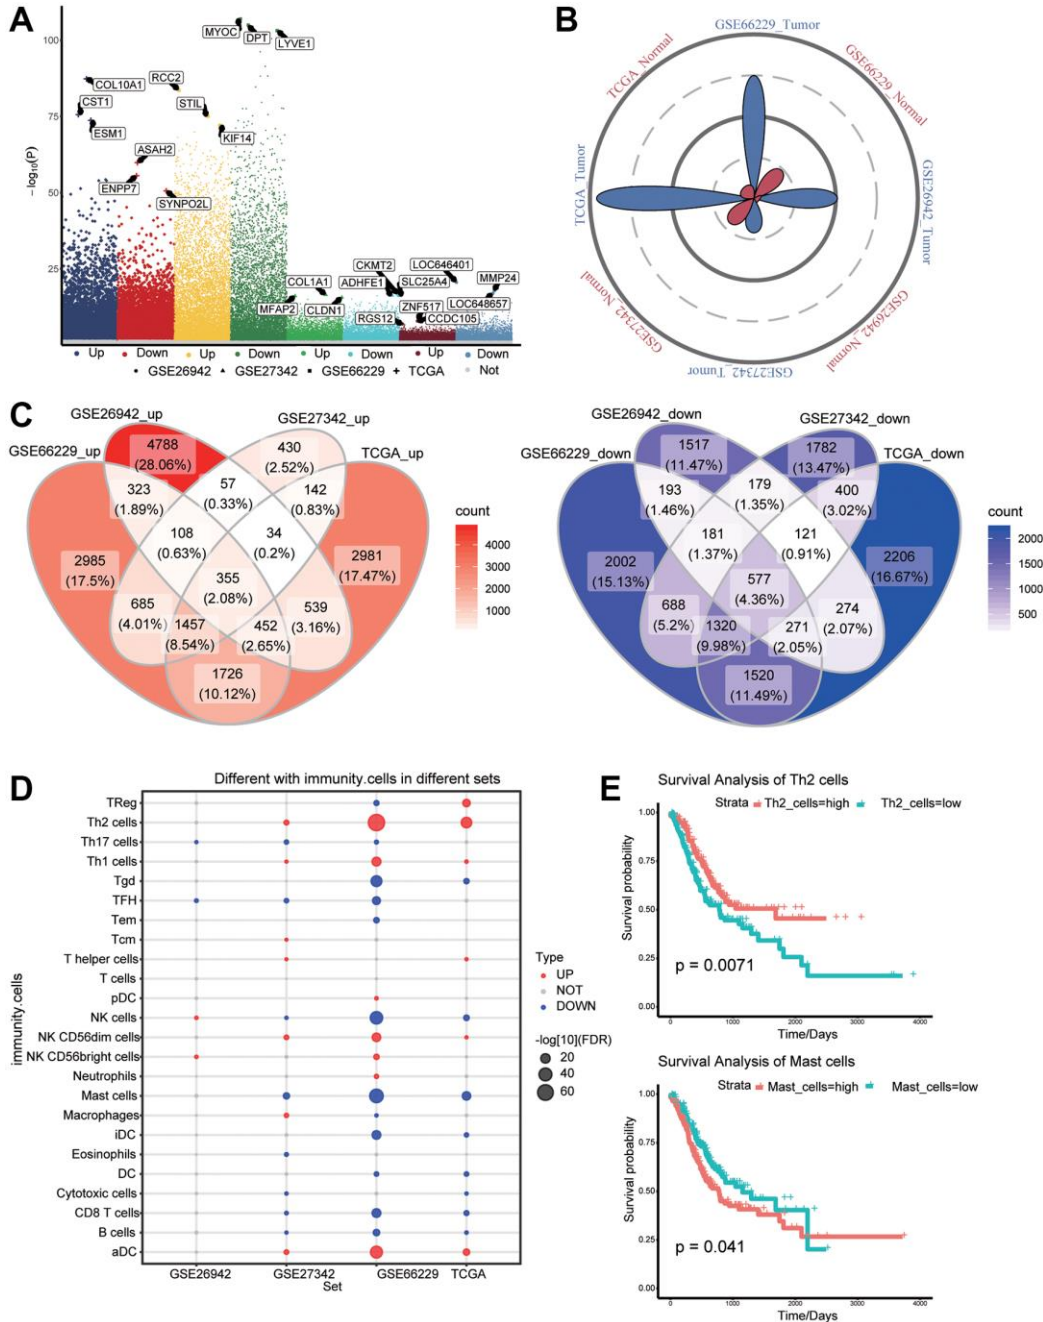 A
MYOC
DPT
LYVE1
RCC2
COL10A1
CST1
STIL
ESM1
KIF14
ASAH2
ENPP7
SYNPO2L
CKMT2
LOC646401
COL1A1
ADHFE1
SLC25A4
MMP24
MFAP2
CLDN1
ZNF517
LOC648657
RGS12
CCDC105
100
75
50
25
−log10(P)
Up Down Up Down Up Down Up Down
GSE26942 GSE27342 GSE66229 TCGA Not
B
GSE66229_Tumor
GSE66229_Normal
GSE26942_Tumor
GSE26942_Normal
GSE27342_Tumor
GSE27342_Normal
TCGA_Tumor
TCGA_Normal
C
GSE26942_up
GSE27342_up
GSE66229_up
TCGA_up
4788
(28.06%)
430
(2.52%)
323
(1.89%)
57
(0.33%)
142
(0.83%)
108
(0.63%)
34
(0.2%)
2985
(17.5%)
355
(2.08%)
2981
(17.47%)
685
(4.01%)
539
(3.16%)
1457
(8.54%)
452
(2.65%)
1726
(10.12%)
count
4000
3000
2000
1000
GSE26942_down
GSE27342_down
GSE66229_down
TCGA_down
1517
(11.47%)
1782
(13.47%)
193
(1.46%)
179
(1.35%)
400
(3.02%)
181
(1.37%)
121
(0.91%)
2002
(15.13%)
577
(4.36%)
2206
(16.67%)
688
(5.2%)
274
(2.07%)
1320
(9.98%)
271
(2.05%)
1520
(11.49%)
count
2000
1500
1000
500
D
Different with immunity.cells in different sets
immunity.cells
TReg
Th2 cells
Th17 cells
Th1 cells
Tgd
TFH
Tem
Tcm
T helper cells
T cells
pDC
NK cells
NK CD56dim cells
NK CD56bright cells
Neutrophils
Mast cells
Macrophages
iDC
Eosinophils
DC
Cytotoxic cells
CD8 T cells
B cells
aDC
GSE26942 GSE27342 GSE66229 TCGA
Set
Type
UP
NOT
DOWN
-log[10](FDR)
20
40
60
E
Survival Analysis of Th2 cells
Strata Th2_cells=high Th2_cells=low
Survival probability
1.00
0.75
0.50
0.25
0.00
p = 0.0071
0 1000 2000 3000 4000
Time/Days
Survival Analysis of Mast cells
Strata Mast_cells=high Mast_cells=low
Survival probability
1.00
0.75
0.50
0.25
0.00
p = 0.041
0 1000 2000 3000 4000
Time/Days